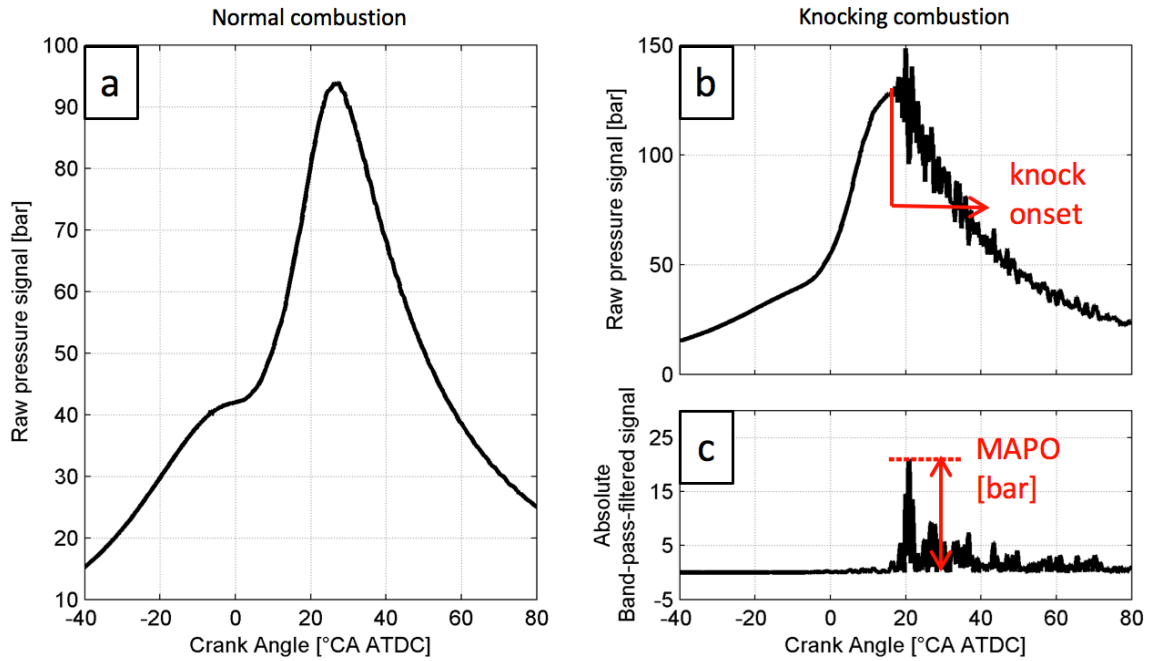 Normal combustion
a
Raw pressure signal [bar]
100
90
80
70
60
50
40
30
20
10
-40
-20
0
20
40
60
80
Crank Angle [°CA ATDC]
Knocking combustion
b
Raw pressure signal [bar]
150
100
50
0
knock
onset
c
Absolute
Band-pass-filtered signal
25
15
5
-5
MAPO
[bar]
-40
-20
0
20
40
60
80
Crank Angle [°CA ATDC]